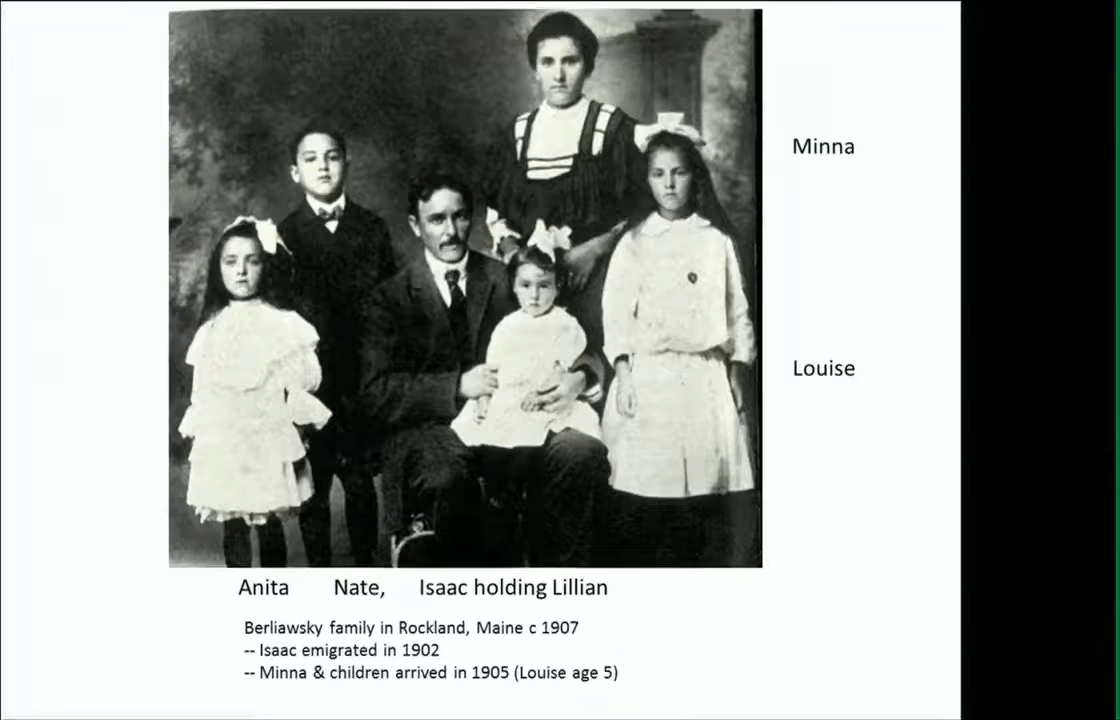 Minna
Louise
Anita Nate, Isaac holding Lillian
Berliawsky family in Rockland, Maine c 1907
-- Isaac emigrated in 1902
-- Minna & children arrived in 1905 (Louise age 5)